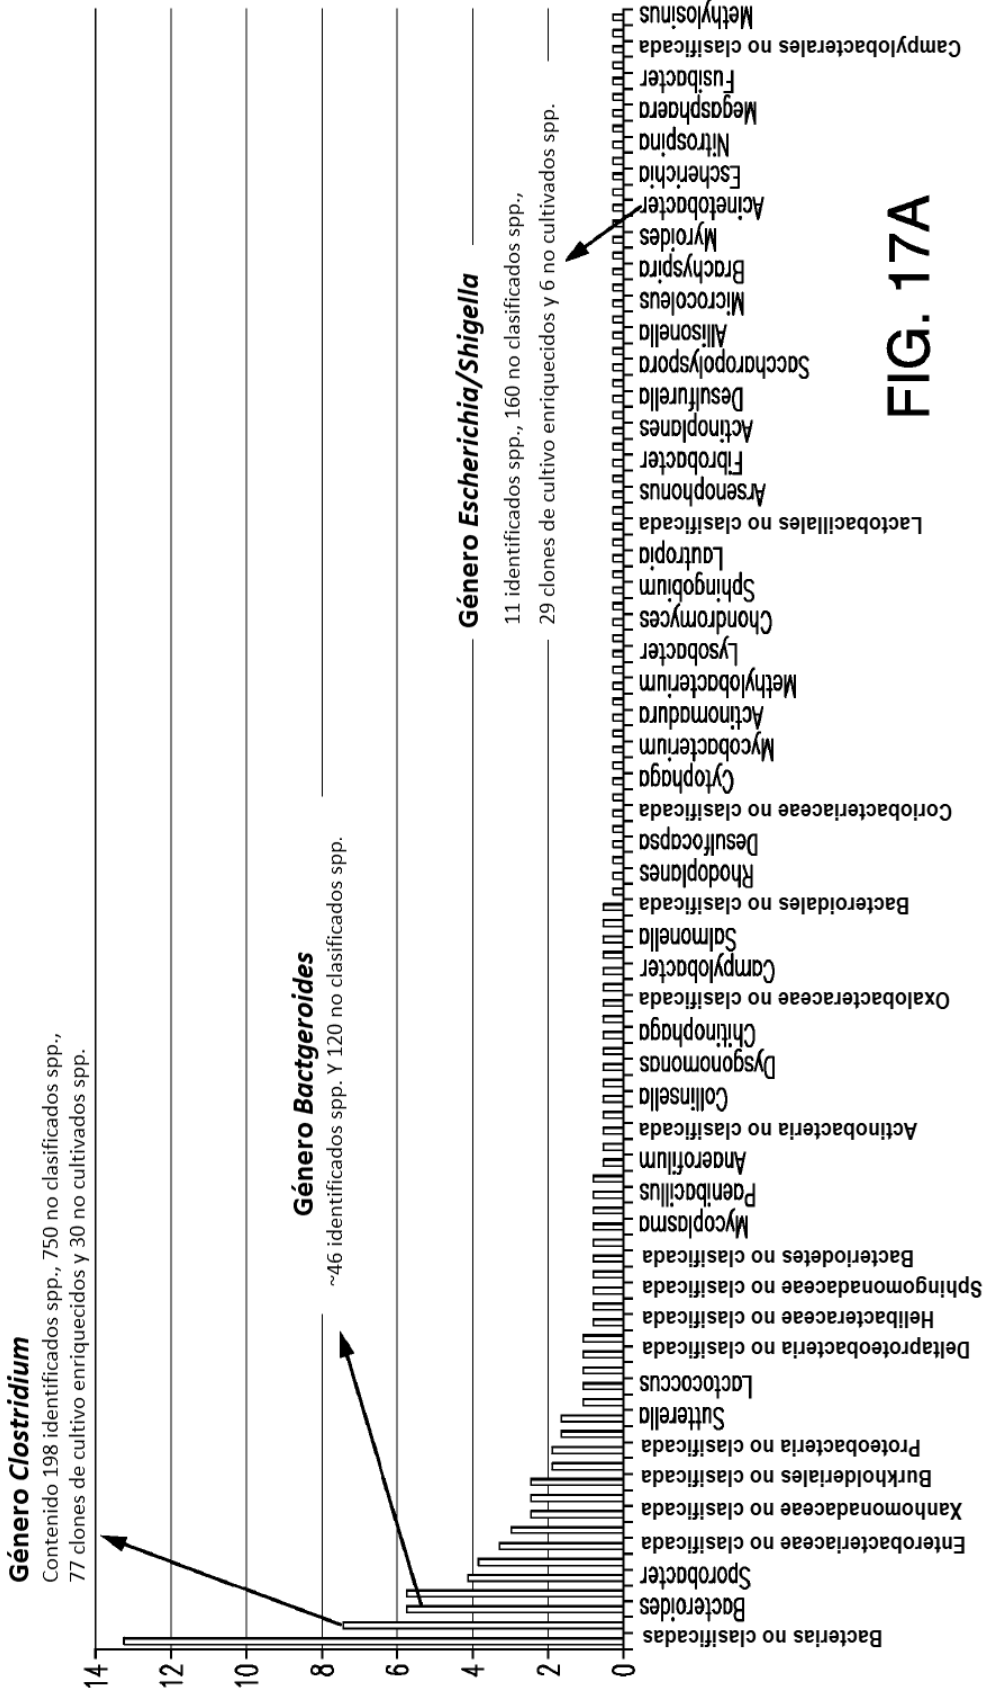 Género Clostridium
Contenido 198 identificados spp., 750 no clasificados spp.,
77 clones de cultivo enriquecidos y 30 no cultivados spp.
Género Bactgeroides
~46 identificados spp. Y 120 no clasificados spp.
Género Escherichia/Shigella
11 identificados spp., 160 no clasificados spp.,
29 clones de cultivo enriquecidos y 6 no cultivados spp.
14
12
10
8
6
4
2
0
Bacterias no clasificadas
Bacteroides
Sporobacter
Enterobacteriaceae no clasificada
Xanhomonadaceae no clasificada
Burkholderiales no clasificada
Proteobacteria no clasificada
Sutterella
Lactococcus
Deltaproteobacteria no clasificada
Helibacteraceae no clasificada
Sphingomonadaceae no clasificada
Bacteriodetes no clasificada
Mycoplasma
Paenibacillus
Anaerofilum
Actinobacteria no clasificada
Collinsella
Dysgonomonas
Chitinophaga
Oxalobacteraceae no clasificada
Campylobacter
Salmonella
Bacteroidales no clasificada
Rhodoplanes
Desulfocapsa
Coriobacteriaceae no clasificada
Cytophaga
Mycobacterium
Actinomadura
Methylobacterium
Lysobacter
Chondromyces
Sphingobium
Lautropia
Lactobacillales no clasificada
Arsenophonus
Fibrobacter
Actinoplanes
Desulfurella
Saccharopolyspora
Allisonella
Microcoleus
Brachyspira
Myroides
Acinetobacter
Escherichia
Nitrospina
Megasphaera
Fusibacter
Campylobacterales no clasificada
Methylosinus
FIG. 17A